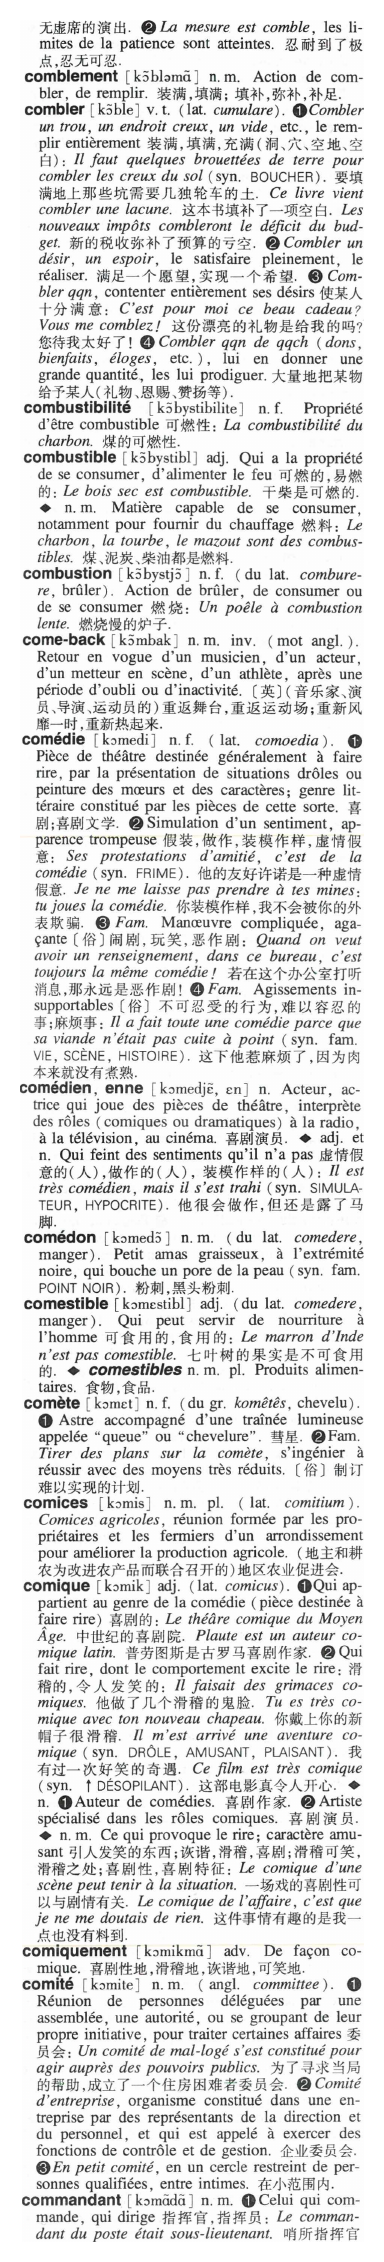 无虚席的演出. ❷ La mesure est comble, les li-
mites de la patience sont atteintes. 忍耐到了极
点,忍无可忍.
comblement [kɔ̃bləmɑ̃] n. m. Action de com-
bler, de remplir. 装满,填满; 填补,弥补,补足.
combler [kɔ̃ble] v. t. (lat. cumulare). ❶Combler
un trou, un endroit creux, un vide, etc., le rem-
plir entièrement 装满,填满,充满(洞、穴、空地、空
白): Il faut quelques brouettées de terre pour
combler les creux du sol (syn. BOUCHER). 要填
满地上那些坑需要几独轮车的土. Ce livre vient
combler une lacune. 这本书填补了一项空白. Les
nouveaux impôts combleront le déficit du bud-
get. 新的税收弥补了预算的亏空. ❷ Combler un
désir, un espoir, le satisfaire pleinement, le
réaliser. 满足一个愿望,实现一个希望. ❸ Com-
bler qqn, contenter entièrement ses désirs 使某人
十分满意: C'est pour moi ce beau cadeau?
Vous me comblez! 这份漂亮的礼物是给我的吗?
您待我太好了! ❹ Combler qqn de qqch (dons,
bienfaits, éloges, etc.), lui en donner une
grande quantité, les lui prodiguer. 大量地把某物
给予某人(礼物、恩赐、赞扬等).
combustibilité [kɔ̃bystibilite] n. f. Propriété
d'être combustible 可燃性: La combustibilité du
charbon. 煤的可燃性.
combustible [kɔ̃bystibl] adj. Qui a la propriété
de se consumer, d'alimenter le feu 可燃的,易燃
的: Le bois sec est combustible. 干柴是可燃的.
◆ n. m. Matière capable de se consumer,
notamment pour fournir du chauffage 燃料: Le
charbon, la tourbe, le mazout sont des combus-
tibles. 煤、泥炭、柴油都是燃料.
combustion [kɔ̃bystjɔ̃] n. f. (du lat. combure-
re, brûler). Action de brûler, de consumer ou
de se consumer 燃烧: Un poêle à combustion
lente. 燃烧慢的炉子.
come-back [kɔmbak] n. m. inv. (mot angl.).
Retour en vogue d'un musicien, d'un acteur,
d'un metteur en scène, d'un athlète, après une
période d'oubli ou d'inactivité. 〔英〕(音乐家、演
员、导演、运动员的)重返舞台,重返运动场;重新风
靡一时,重新热起来.
comédie [kɔmedi] n. f. (lat. comoedia). ❶
Pièce de théâtre destinée généralement à faire
rire, par la présentation de situations drôles ou
peinture des mœurs et des caractères; genre lit-
téraire constitué par les pièces de cette sorte. 喜
剧;喜剧文学. ❷ Simulation d'un sentiment, ap-
parence trompeuse 假装,做作,装模作样,虚情假
意: Ses protestations d'amitié, c'est de la
comédie (syn. FRIME). 他的友好许诺是一种虚情
假意. Je ne me laisse pas prendre à tes mines:
tu joues la comédie. 你装模作样,我不会被你的外
表欺骗. ❸ Fam. Manœuvre compliquée, aga-
çante〔俗〕闹剧,玩笑,恶作剧: Quand on veut
avoir un renseignement, dans ce bureau, c'est
toujours la même comédie! 若在这个办公室打听
消息,那永远是恶作剧! ❹ Fam. Agissements in-
supportables〔俗〕不可忍受的行为,难以容忍的
事;麻烦事: Il a fait toute une comédie parce que
sa viande n'était pas cuite à point (syn. fam.
VIE, SCÈNE, HISTOIRE). 这下他惹麻烦了,因为肉
本来就没有煮熟.
comédien, enne [kɔmedjɛ̃, ɛn] n. Acteur, ac-
trice qui joue des pièces de théâtre, interprète
des rôles (comiques ou dramatiques) à la radio,
à la télévision, au cinéma. 喜剧演员. ◆ adj. et
n. Qui feint des sentiments qu'il n'a pas 虚情假
意的(人),做作的(人), 装模作样的(人): Il est
très comédien, mais il s'est trahi (syn. SIMULA-
TEUR, HYPOCRITE). 他很会做作,但还是露了马
脚.
comédon [kɔmedɔ̃] n. m. (du lat. comedere,
manger). Petit amas graisseux, à l'extrémité
noire, qui bouche un pore de la peau (syn. fam.
POINT NOIR). 粉刺,黑头粉刺.
comestible [kɔmɛstibl] adj. (du lat. comedere,
manger). Qui peut servir de nourriture à
l'homme 可食用的,食用的: Le marron d'Inde
n'est pas comestible. 七叶树的果实是不可食用
的. ◆ comestibles n. m. pl. Produits alimen-
taires. 食物,食品.
comète [kɔmɛt] n. f. (du gr. komêtês, chevelu).
❶ Astre accompagné d'une traînée lumineuse
appelée “queue” ou “chevelure”. 彗星. ❷Fam.
Tirer des plans sur la comète, s'ingénier à
réussir avec des moyens très réduits. 〔俗〕制订
难以实现的计划.
comices [kɔmis] n. m. pl. (lat. comitium).
Comices agricoles, réunion formée par les pro-
priétaires et les fermiers d'un arrondissement
pour améliorer la production agricole. (地主和耕
农为改进农产品而联合召开的)地区农业促进会.
comique [kɔmik] adj. (lat. comicus). ❶Qui ap-
partient au genre de la comédie (pièce destinée à
faire rire) 喜剧的: Le théâre comique du Moyen
Âge. 中世纪的喜剧院. Plaute est un auteur co-
mique latin. 普劳图斯是古罗马喜剧作家. ❷ Qui
fait rire, dont le comportement excite le rire: 滑
稽的,令人发笑的: Il faisait des grimaces co-
miques. 他做了几个滑稽的鬼脸. Tu es très co-
mique avec ton nouveau chapeau. 你戴上你的新
帽子很滑稽. Il m'est arrivé une aventure co-
mique (syn. DRÔLE, AMUSANT, PLAISANT). 我
有过一次好笑的奇遇. Ce film est très comique
(syn. ↑ DÉSOPILANT). 这部电影真令人开心. ◆
n. ❶ Auteur de comédies. 喜剧作家. ❷ Artiste
spécialisé dans les rôles comiques. 喜剧演员.
◆ n. m. Ce qui provoque le rire; caractère amu-
sant 引人发笑的东西;诙谐,滑稽,喜剧;滑稽可笑,
滑稽之处;喜剧性,喜剧特征: Le comique d'une
scène peut tenir à la situation. 一场戏的喜剧性可
以与剧情有关. Le comique de l'affaire, c'est que
je ne me doutais de rien. 这件事情有趣的是我一
点也没有料到.
comiquement [kɔmikmɑ̃] adv. De façon co-
mique. 喜剧性地,滑稽地,诙谐地,可笑地.
comité [kɔmite] n. m. (angl. committee). ❶
Réunion de personnes déléguées par une
assemblée, une autorité, ou se groupant de leur
propre initiative, pour traiter certaines affaires 委
员会: Un comité de mal-logé s'est constitué pour
agir auprès des pouvoirs publics. 为了寻求当局
的帮助,成立了一个住房困难者委员会. ❷ Comité
d'entreprise, organisme constitué dans une en-
treprise par des représentants de la direction et
du personnel, et qui est appelé à exercer des
fonctions de contrôle et de gestion. 企业委员会.
❸En petit comité, en un cercle restreint de per-
sonnes qualifiées, entre intimes. 在小范围内.
commandant [kɔmɑ̃dɑ̃] n. m. ❶ Celui qui com-
mande, qui dirige 指挥官,指挥员: Le comman-
dant du poste était sous-lieutenant. 哨所指挥官